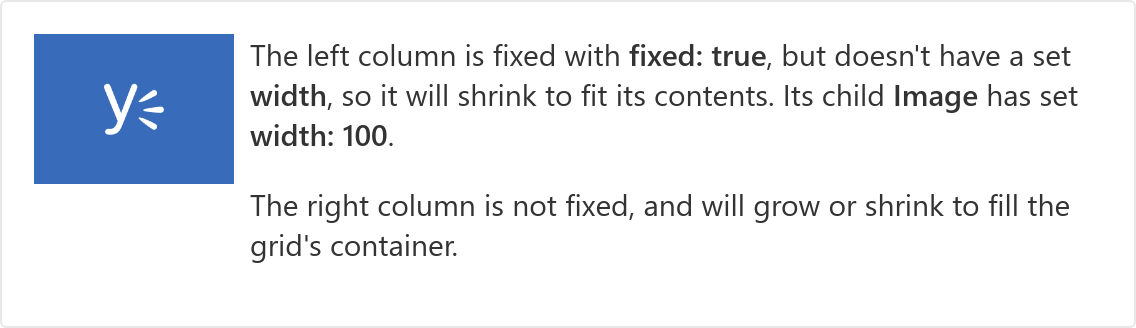 The left column is fixed with fixed: true, but doesn't have a set
width, so it will shrink to fit its contents. Its child Image has set
width: 100.
The right column is not fixed, and will grow or shrink to fill the
grid's container.